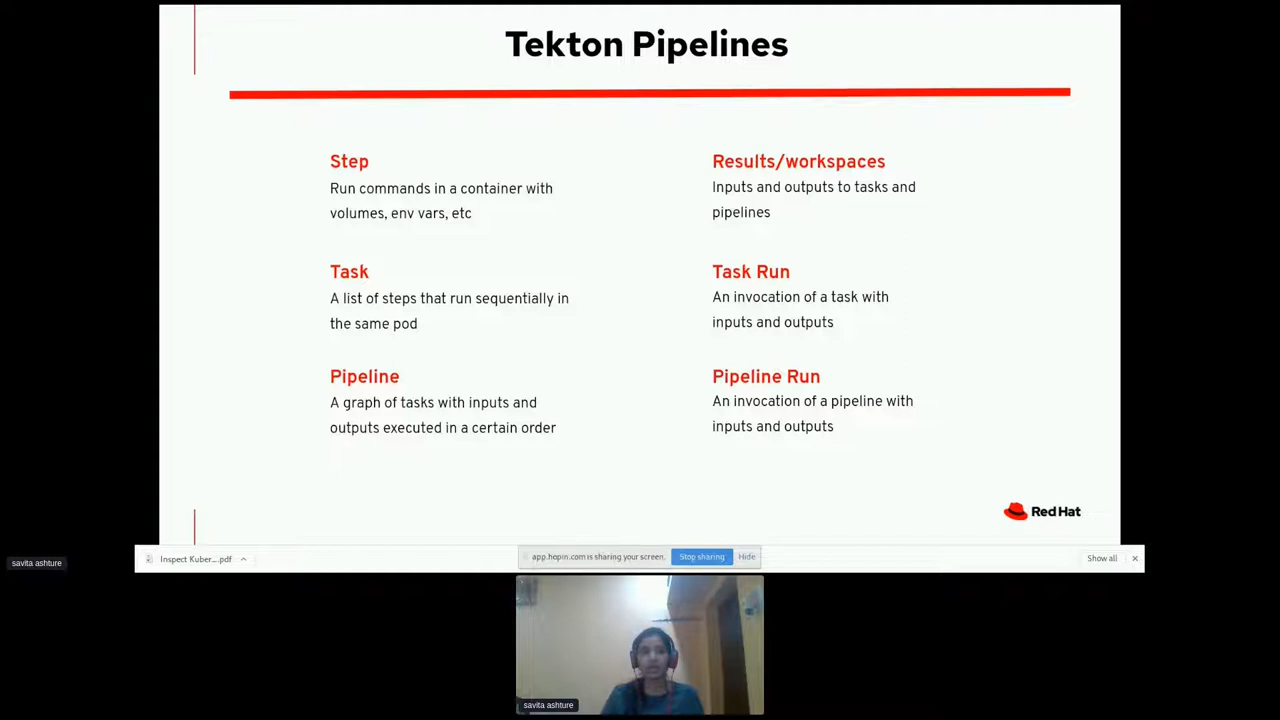 Tekton Pipelines
Step
Run commands in a container with
volumes, env vars, etc
Task
A list of steps that run sequentially in
the same pod
Pipeline
A graph of tasks with inputs and
outputs executed in a certain order
Results/workspaces
Inputs and outputs to tasks and
pipelines
Task Run
An invocation of a task with
inputs and outputs
Pipeline Run
An invocation of a pipeline with
inputs and outputs
Red Hat
savita ashture
Inspect Kuber....pdf
app.hopin.com is sharing your screen.
Stop sharing
Hide
Show all
savita ashture